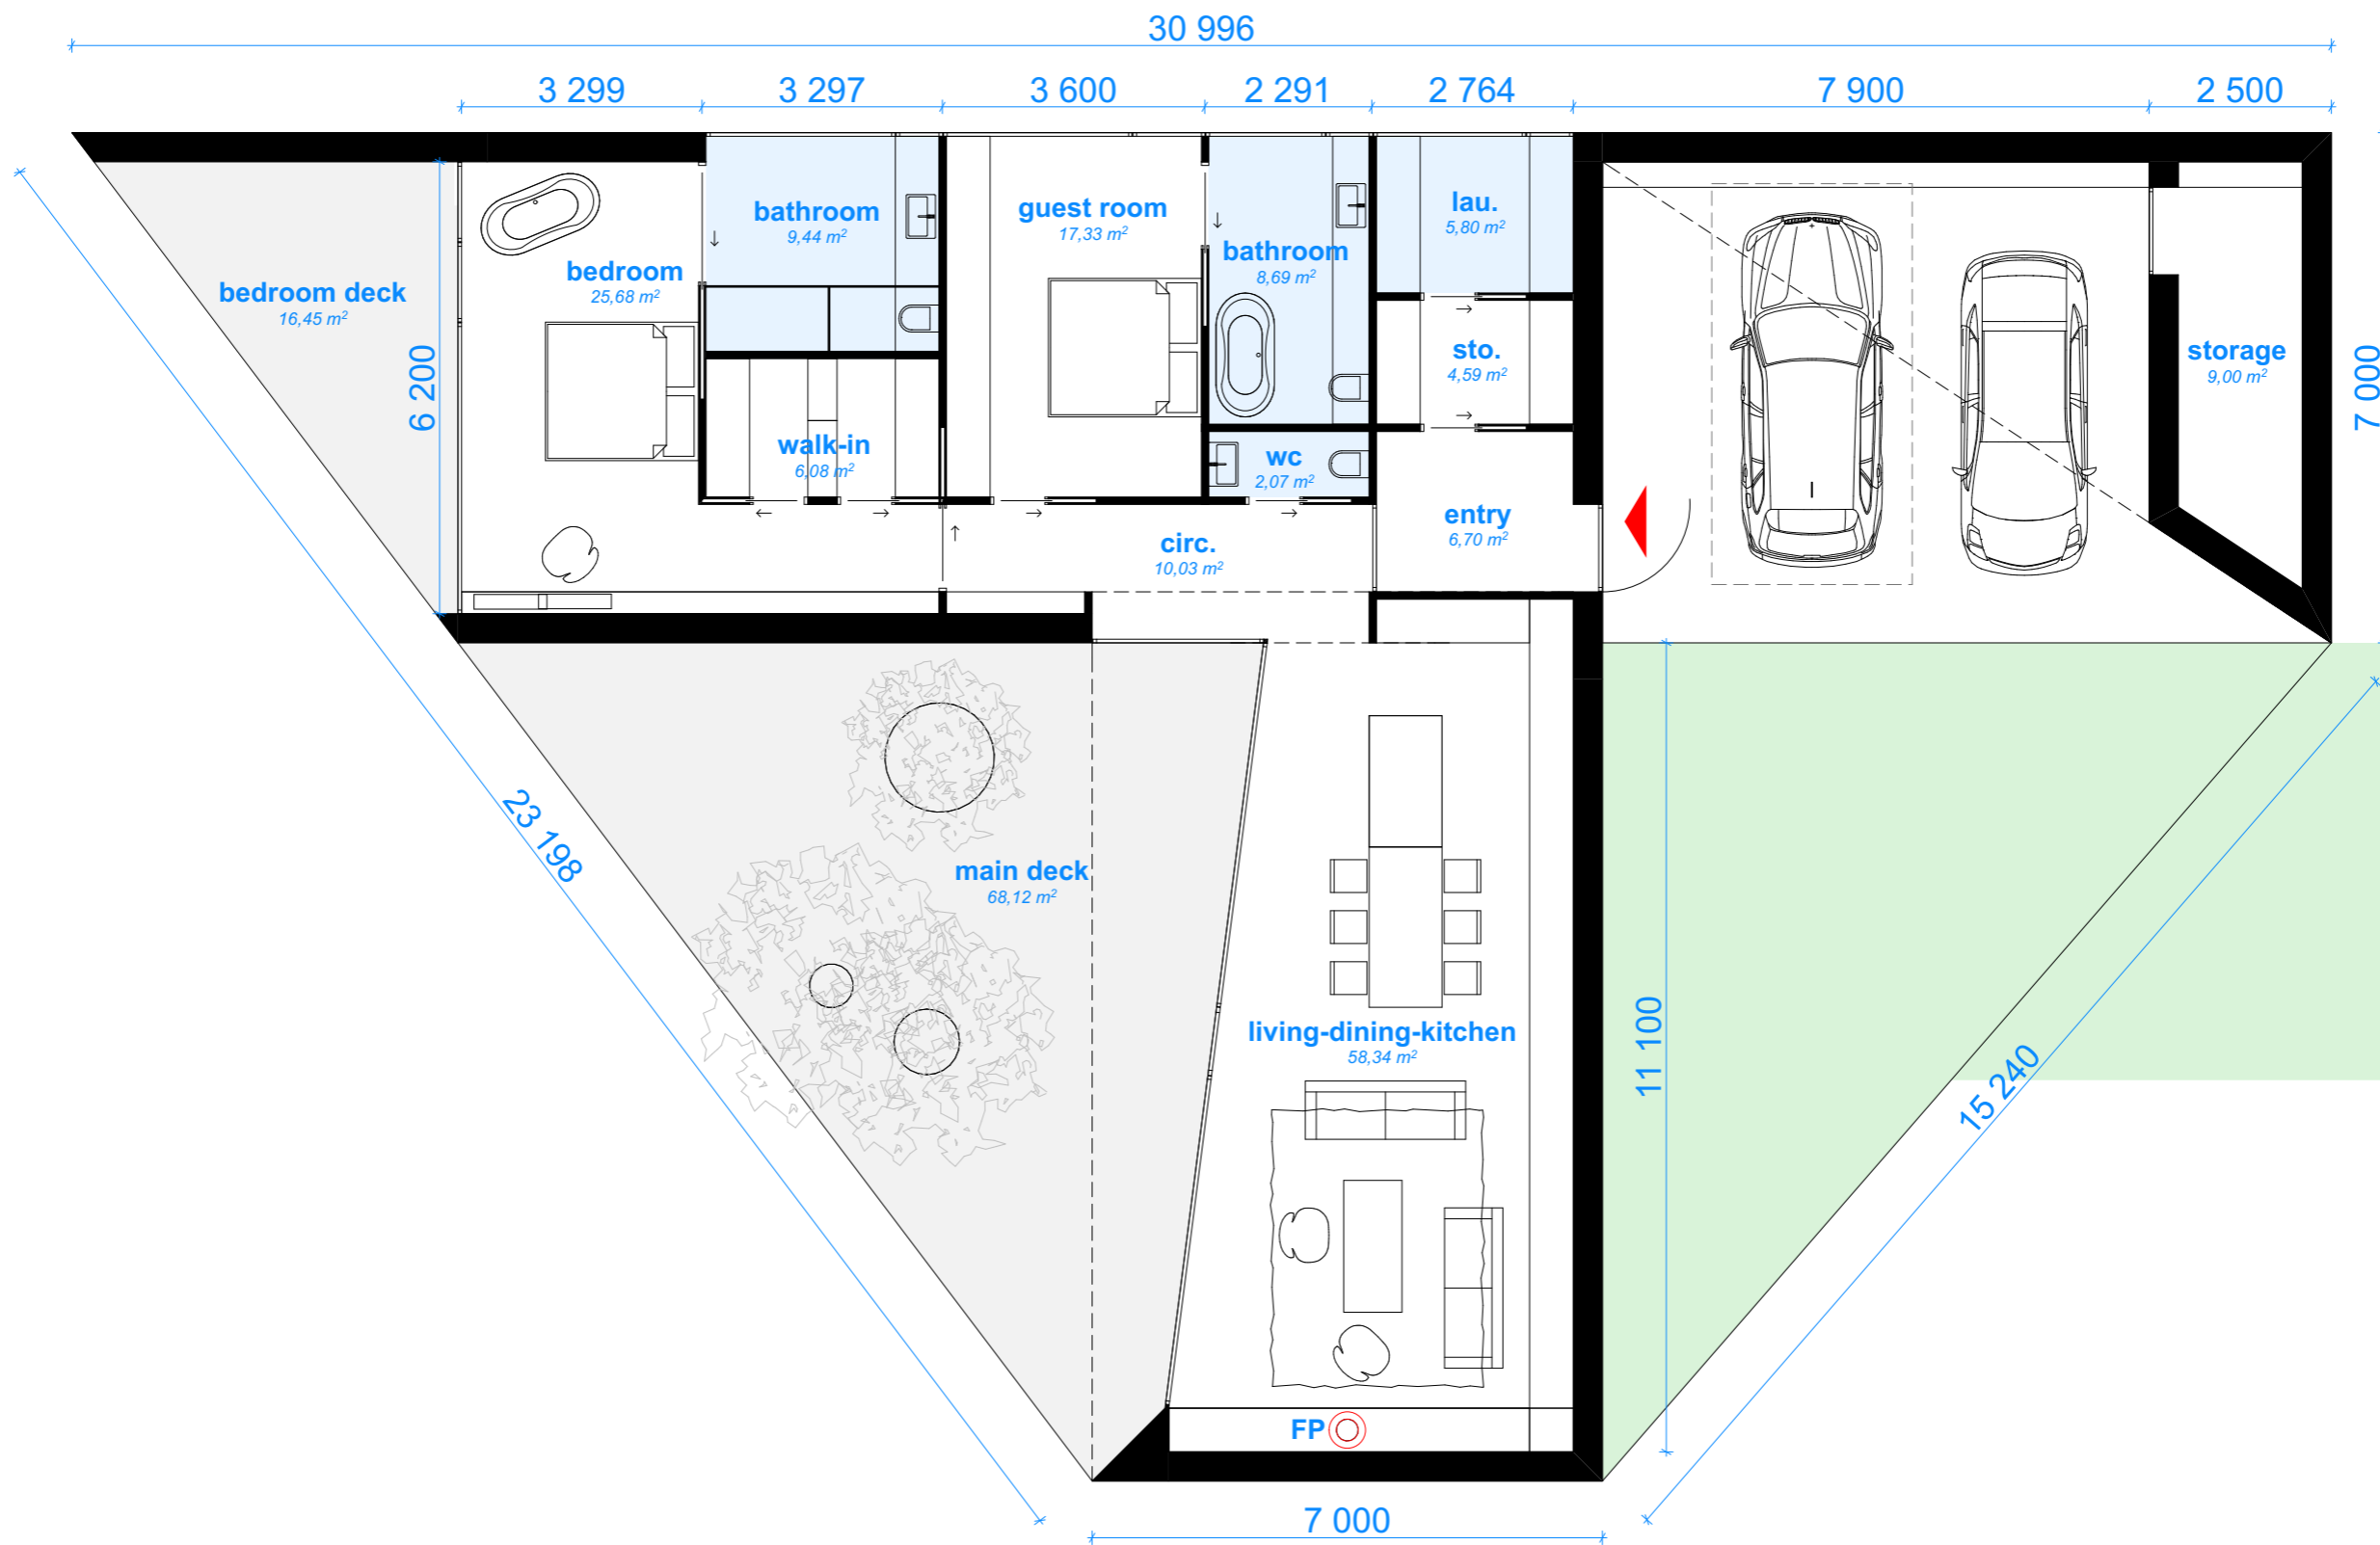 30 996
3 299 3 297 3 600 2 291 2 764 7 900 2 500
bathroom
9,44 m²
guest room
17,33 m²
lau.
5,80 m²
bathroom
8,69 m²
bedroom
25,68 m²
bedroom deck
16,45 m²
6 200
sto.
4,59 m²
storage
9,00 m²
7 000
walk-in
6,08 m²
wc
2,07 m²
entry
6,70 m²
circ.
10,03 m²
23 198
main deck
68,12 m²
living-dining-kitchen
58,34 m²
11 100
15 240
FP
7 000